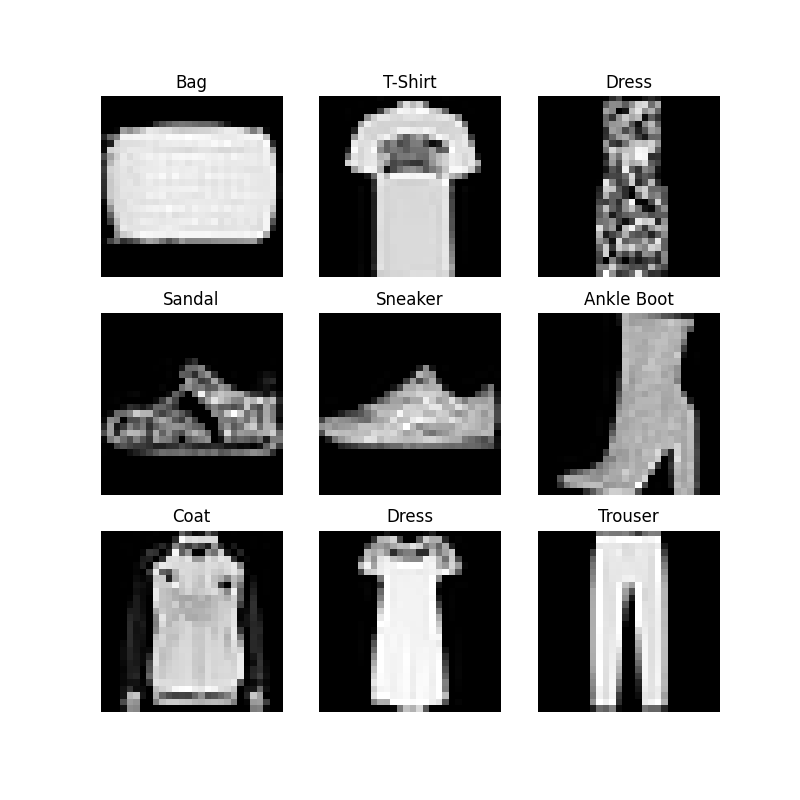 Bag
T-Shirt
Dress
Sandal
Sneaker
Ankle Boot
Coat
Dress
Trouser